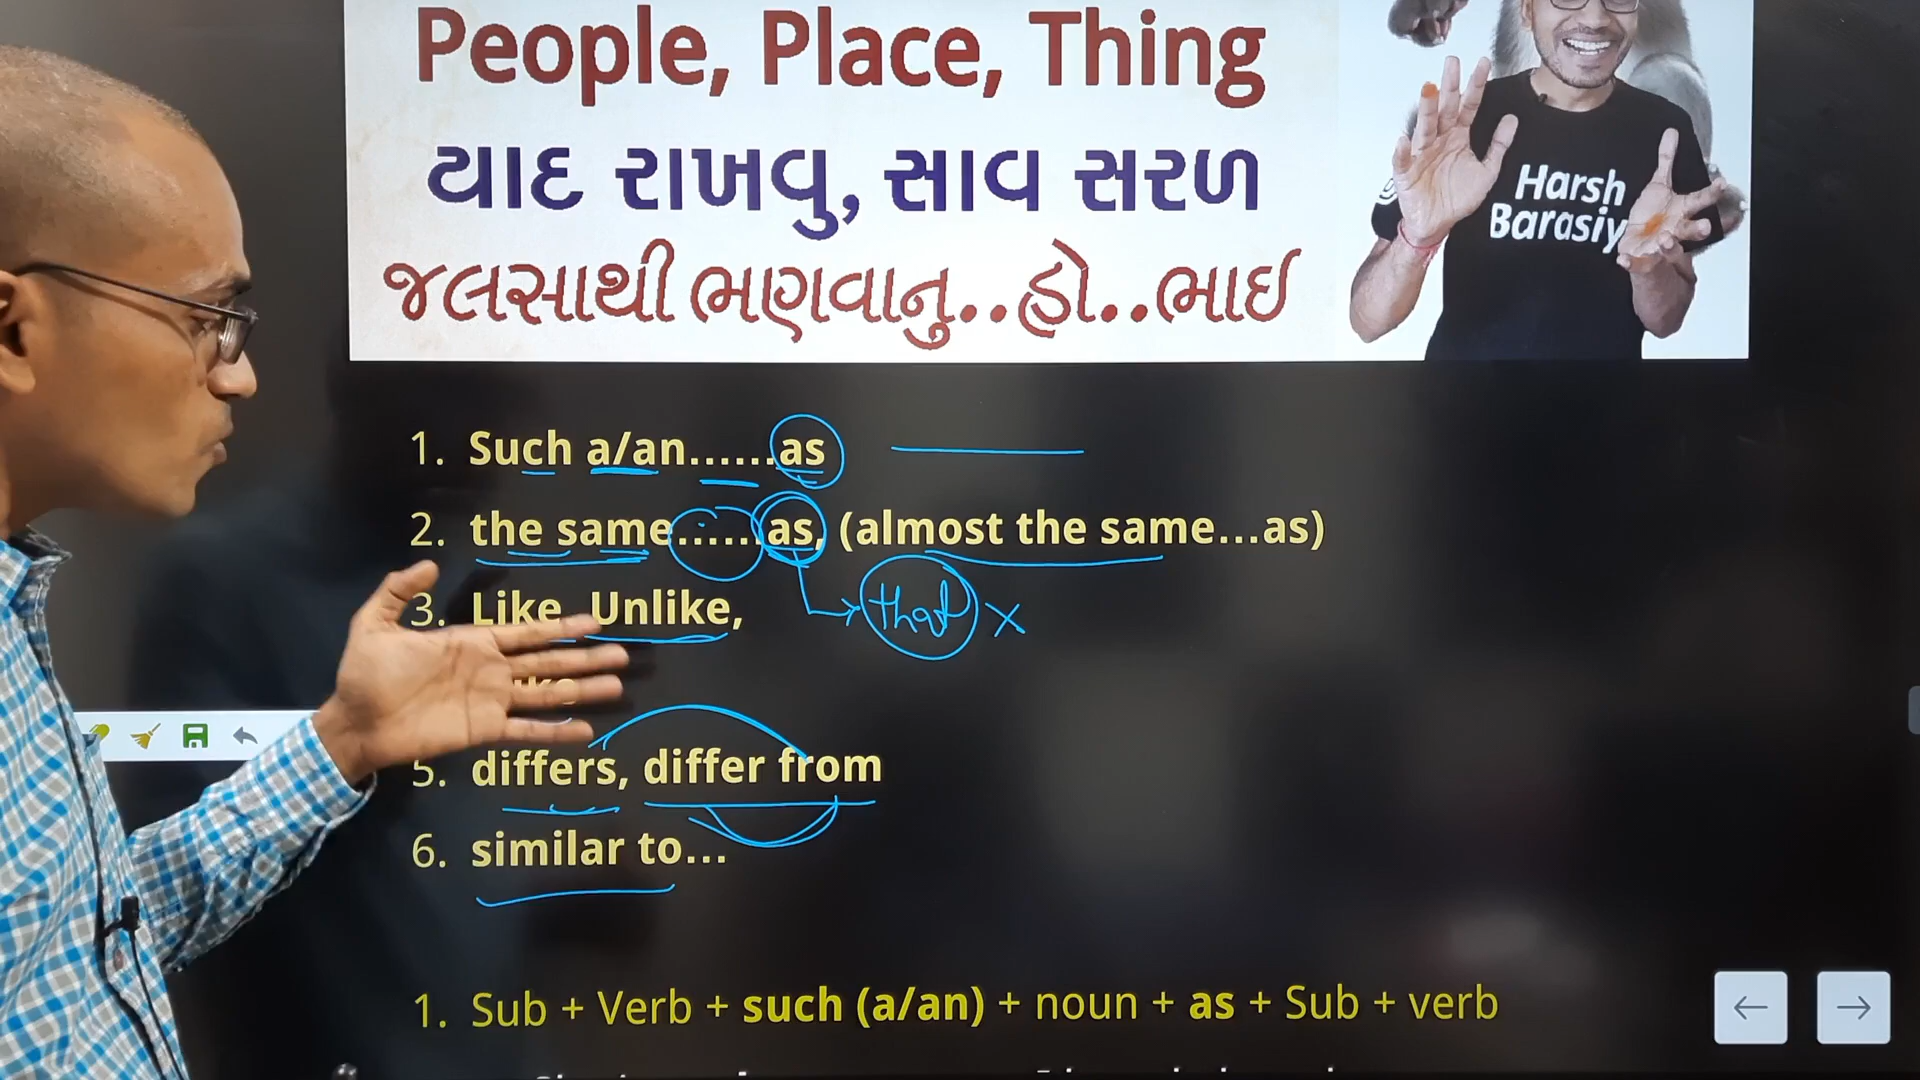 People, Place, Thing
યાદ રાખવુ, સાવ સરળ
જલસાથી ભણવાનુ..હો..ભાઈ
Harsh
Barasiy
1. Such a/an......as
2. the same......as, (almost the same...as)
3. Like, Unlike,
that X
5. differs, differ from
6. similar to...
1. Sub + Verb + such (a/an) + noun + as + Sub + verb